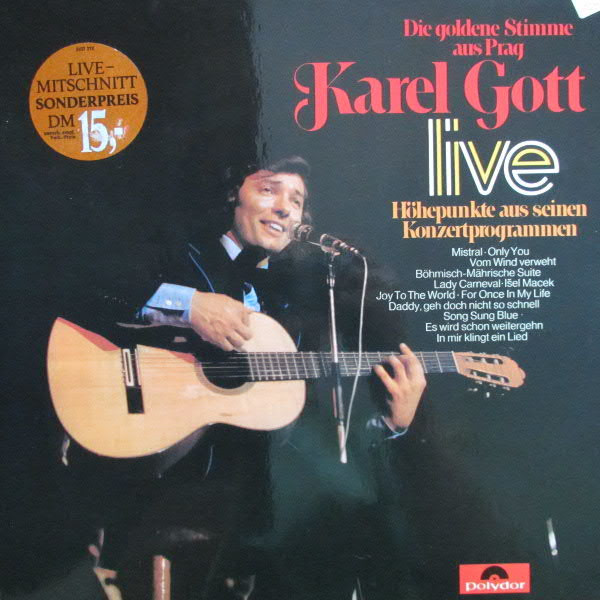 LIVE-
MITSCHNITT
SONDERPREIS
DM 15,-
Die goldene Stimme
aus Prag
Karel Gott
live
Höhepunkte aus seinen
Konzertprogrammen
Mistral · Only You
Vom Wind verweht
Böhmisch-Mährische Suite
Lady Carneval · Išel Macek
Joy To The World · For Once In My Life
Daddy, geh doch nicht so schnell
Song Sung Blue ·
Es wird schon weitergehn
In mir klingt ein Lied
polydor